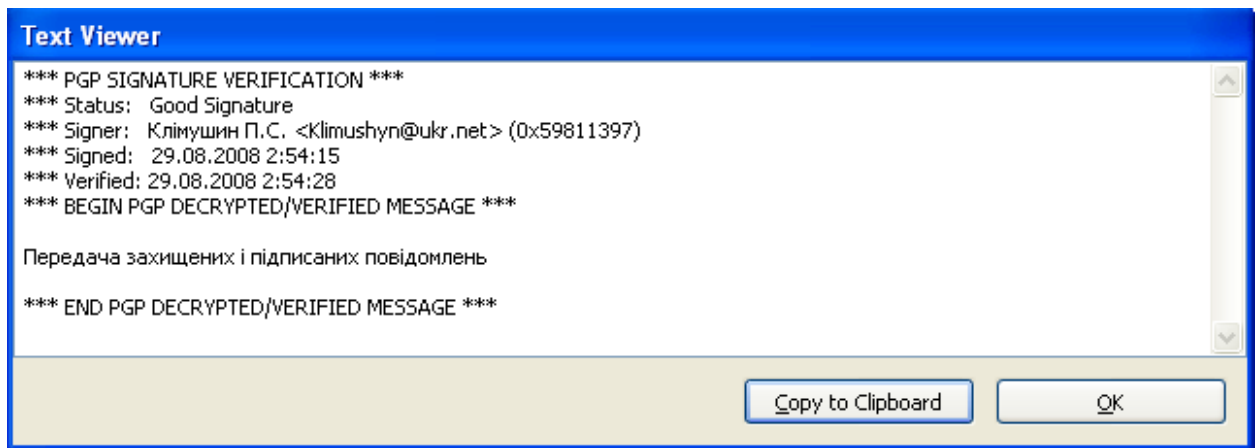 Text Viewer
*** PGP SIGNATURE VERIFICATION ***
*** Status:   Good Signature
*** Signer:   Клімушин П.С. <Klimushyn@ukr.net> (0x59811397)
*** Signed:   29.08.2008 2:54:15
*** Verified: 29.08.2008 2:54:28
*** BEGIN PGP DECRYPTED/VERIFIED MESSAGE ***
Передача захищених і підписаних повідомлень
*** END PGP DECRYPTED/VERIFIED MESSAGE ***
Copy to Clipboard OK